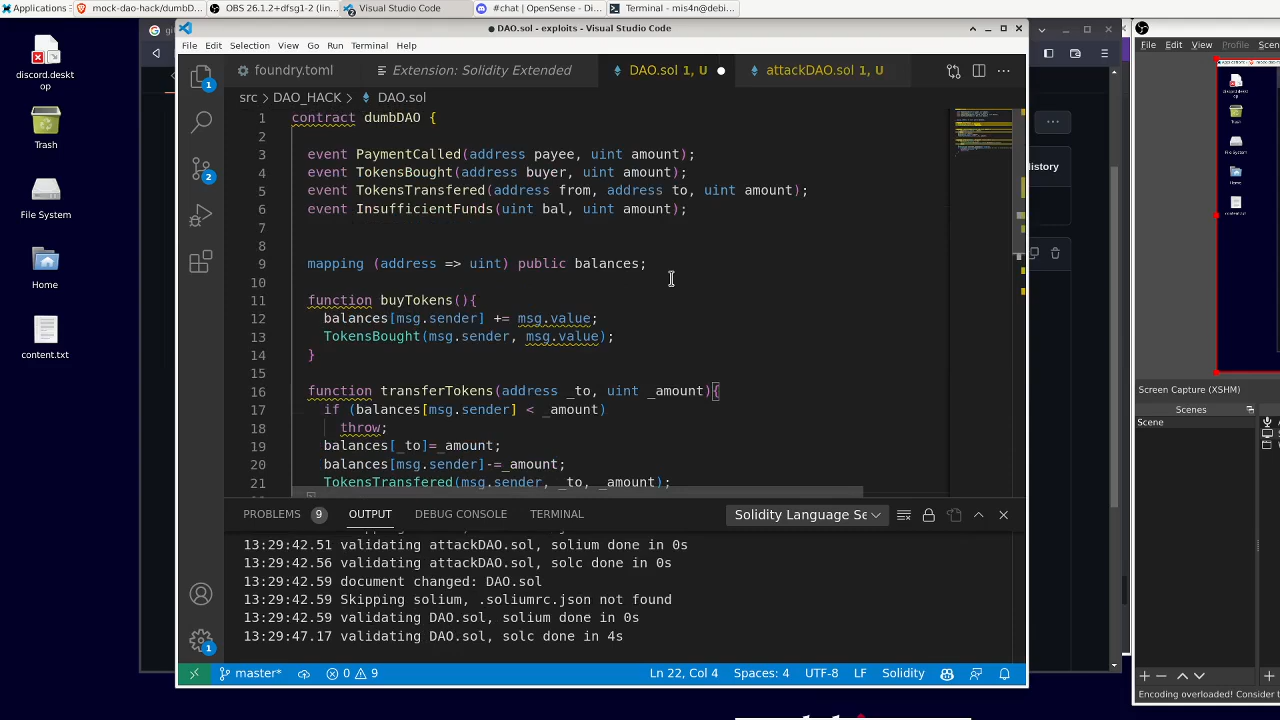 Applications
mock-dao-hack/dumbD...
OBS 26.1.2+dfsg1-2 (lin...
Visual Studio Code
#chat | OpenSense - Di...
Terminal - mis4n@ebi...
DAO.sol - exploits - Visual Studio Code
File Edit Selection View Go Run Terminal Help
foundry.toml
Extension: Solidity Extended
DAO.sol 1, U
attackDAO.sol 1, U
src > DAO_HACK > DAO.sol
1 contract dumbDAO {
3 event PaymentCalled(address payee, uint amount);
4 event TokensBought(address buyer, uint amount);
5 event TokensTransfered(address from, address to, uint amount);
6 event InsufficientFunds(uint bal, uint amount);
7
8
9 mapping (address => uint) public balances;
10
11 function buyTokens(){
12 balances[msg.sender] += msg.value;
13 TokensBought(msg.sender, msg.value);
14 }
15
16 function transferTokens(address _to, uint _amount){
17 if (balances[msg.sender] < _amount)
18 throw;
19 balances[_to]=_amount;
20 balances[msg.sender]-=_amount;
21 TokensTransfered(msg.sender, _to, _amount);
PROBLEMS 9 OUTPUT DEBUG CONSOLE TERMINAL
Solidity Language Se
13:29:42.51 validating attackDAO.sol, solium done in 0s
13:29:42.56 validating attackDAO.sol, solc done in 0s
13:29:42.59 document changed: DAO.sol
13:29:42.59 Skipping solium, .soliumrc.json not found
13:29:42.59 validating DAO.sol, solium done in 0s
13:29:47.17 validating DAO.sol, solc done in 4s
master* 0 9
Ln 22, Col 4 Spaces: 4 UTF-8 LF Solidity
1
2
1
discord.deskt
op
Trash
File System
Home
content.txt
History
File Edit View Profile Scen
Screen Capture (XSHM)
Scenes
Scene
Encoding overloaded! Consider t